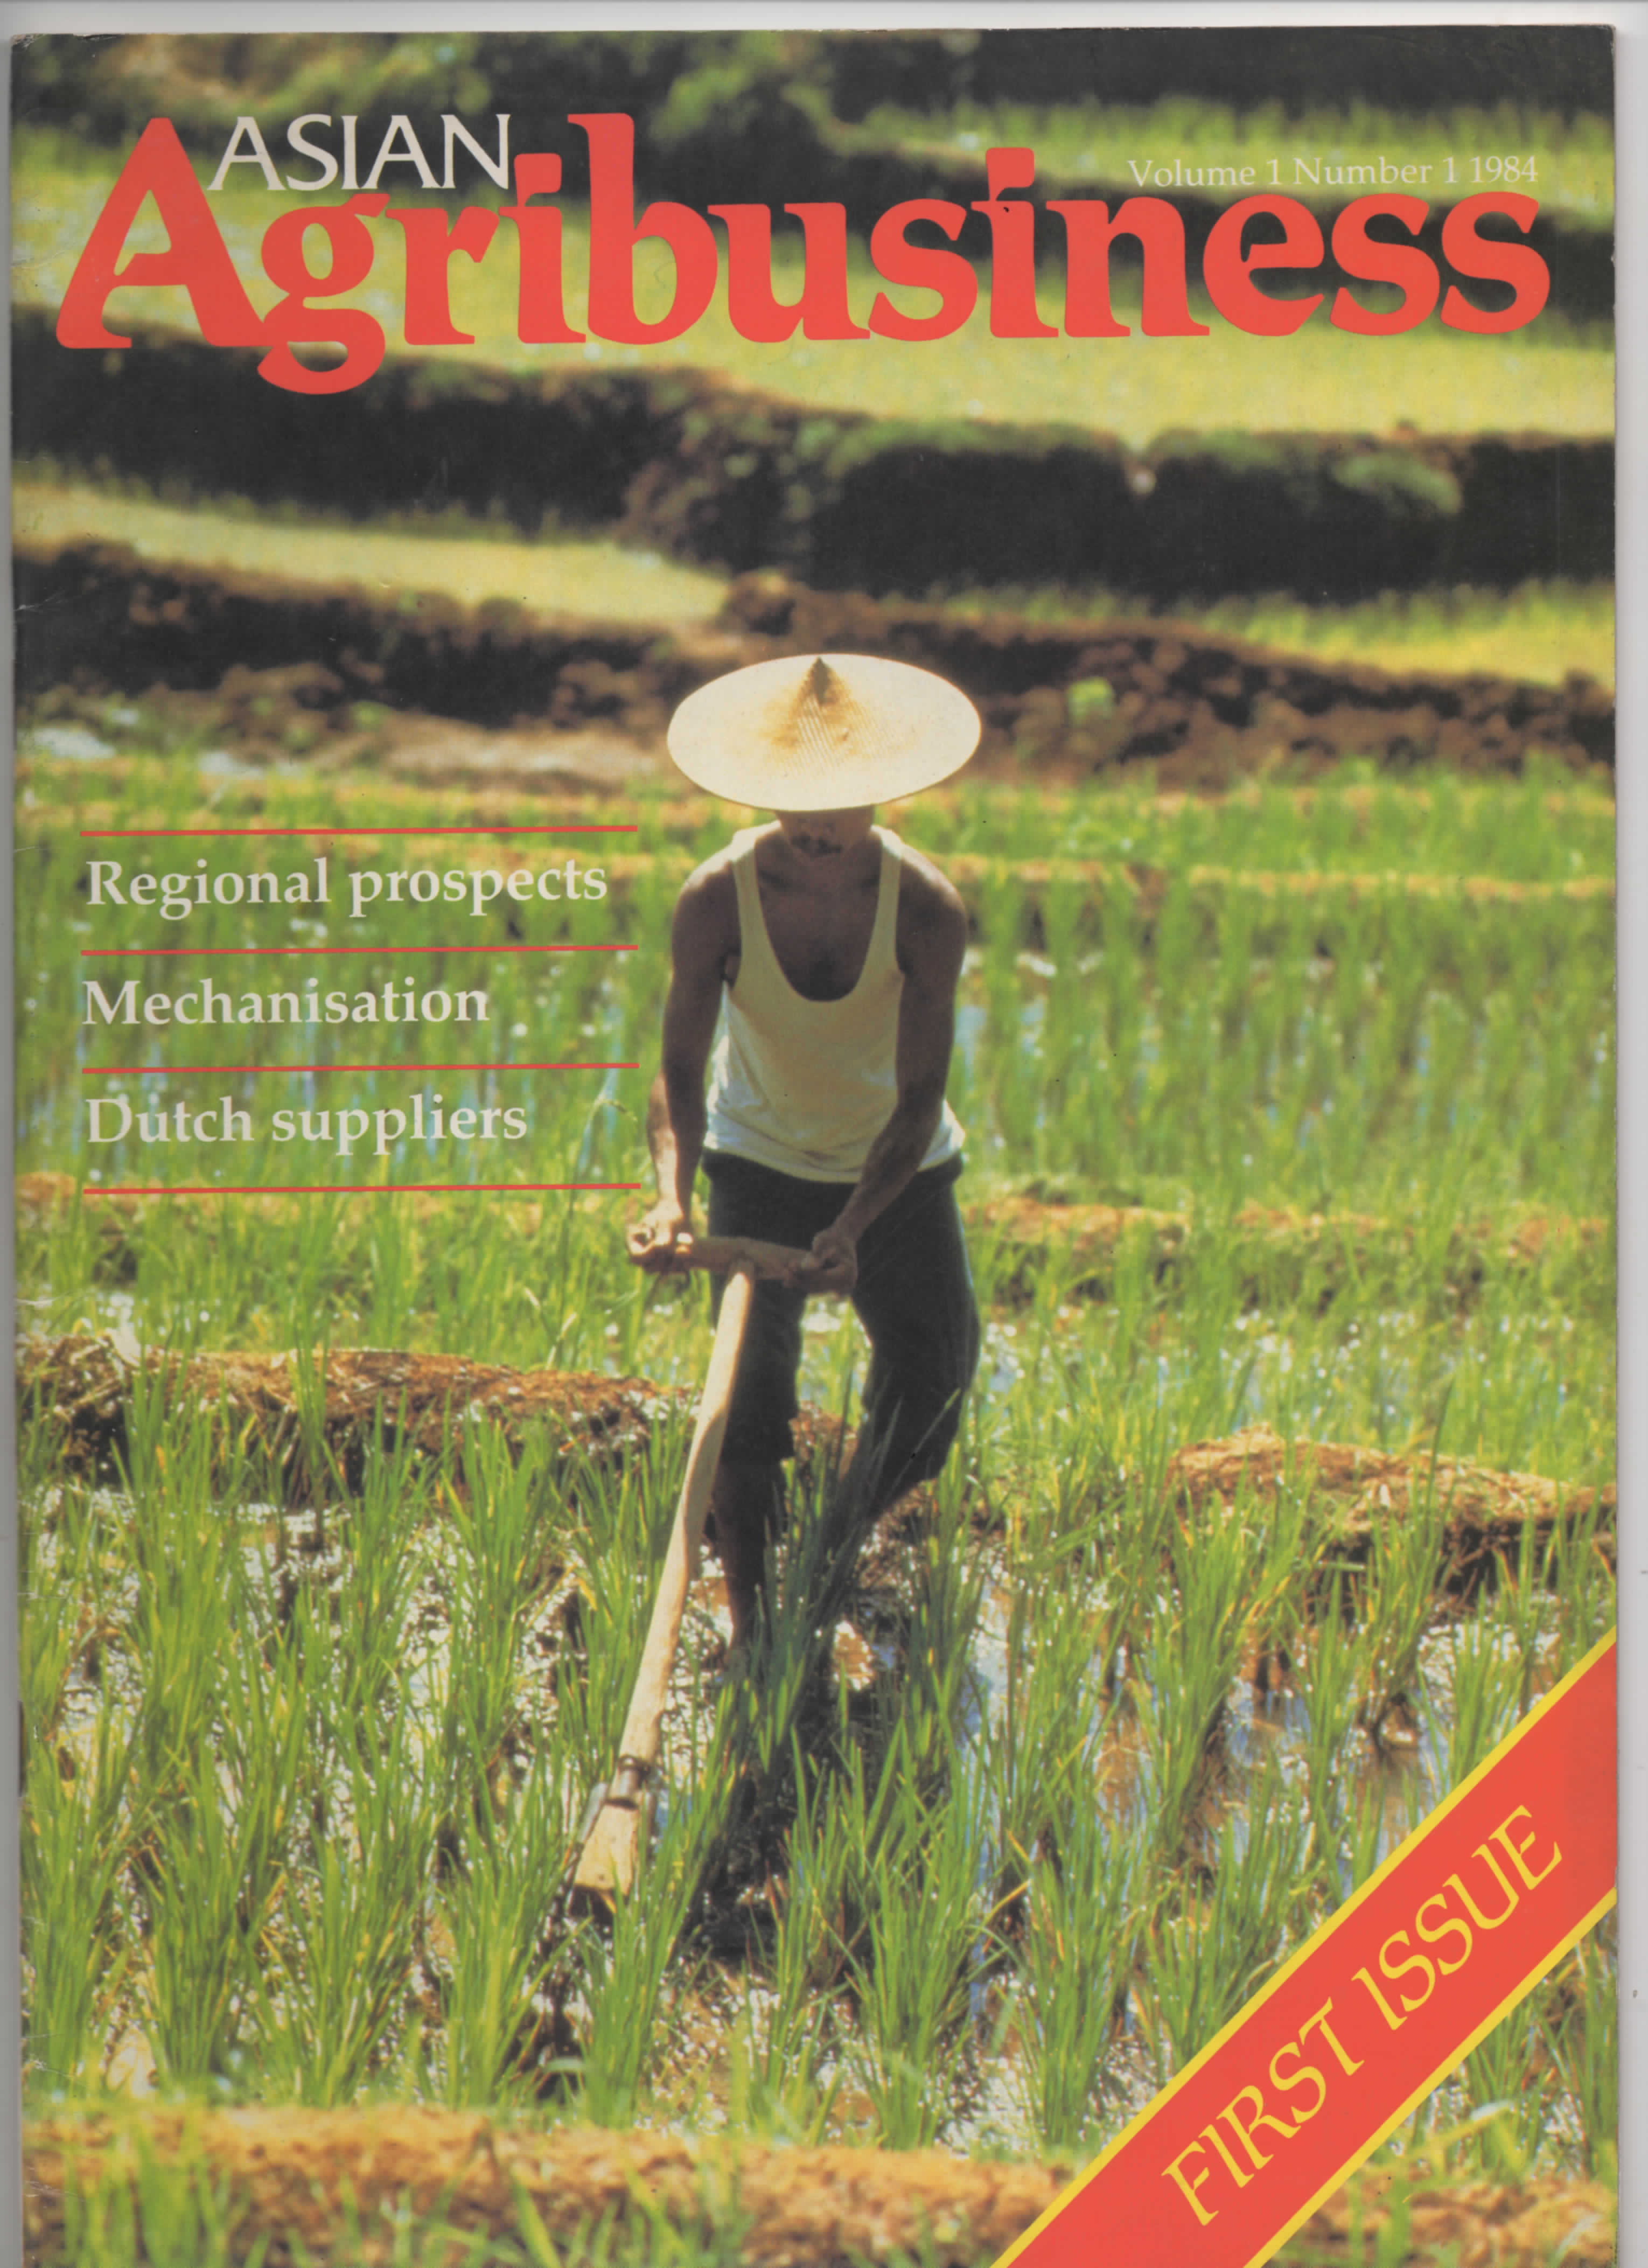 ASIAN
Volume 1 Number 1 1984
Agribusiness
Regional prospects
Mechanisation
Dutch suppliers
FIRST ISSUE